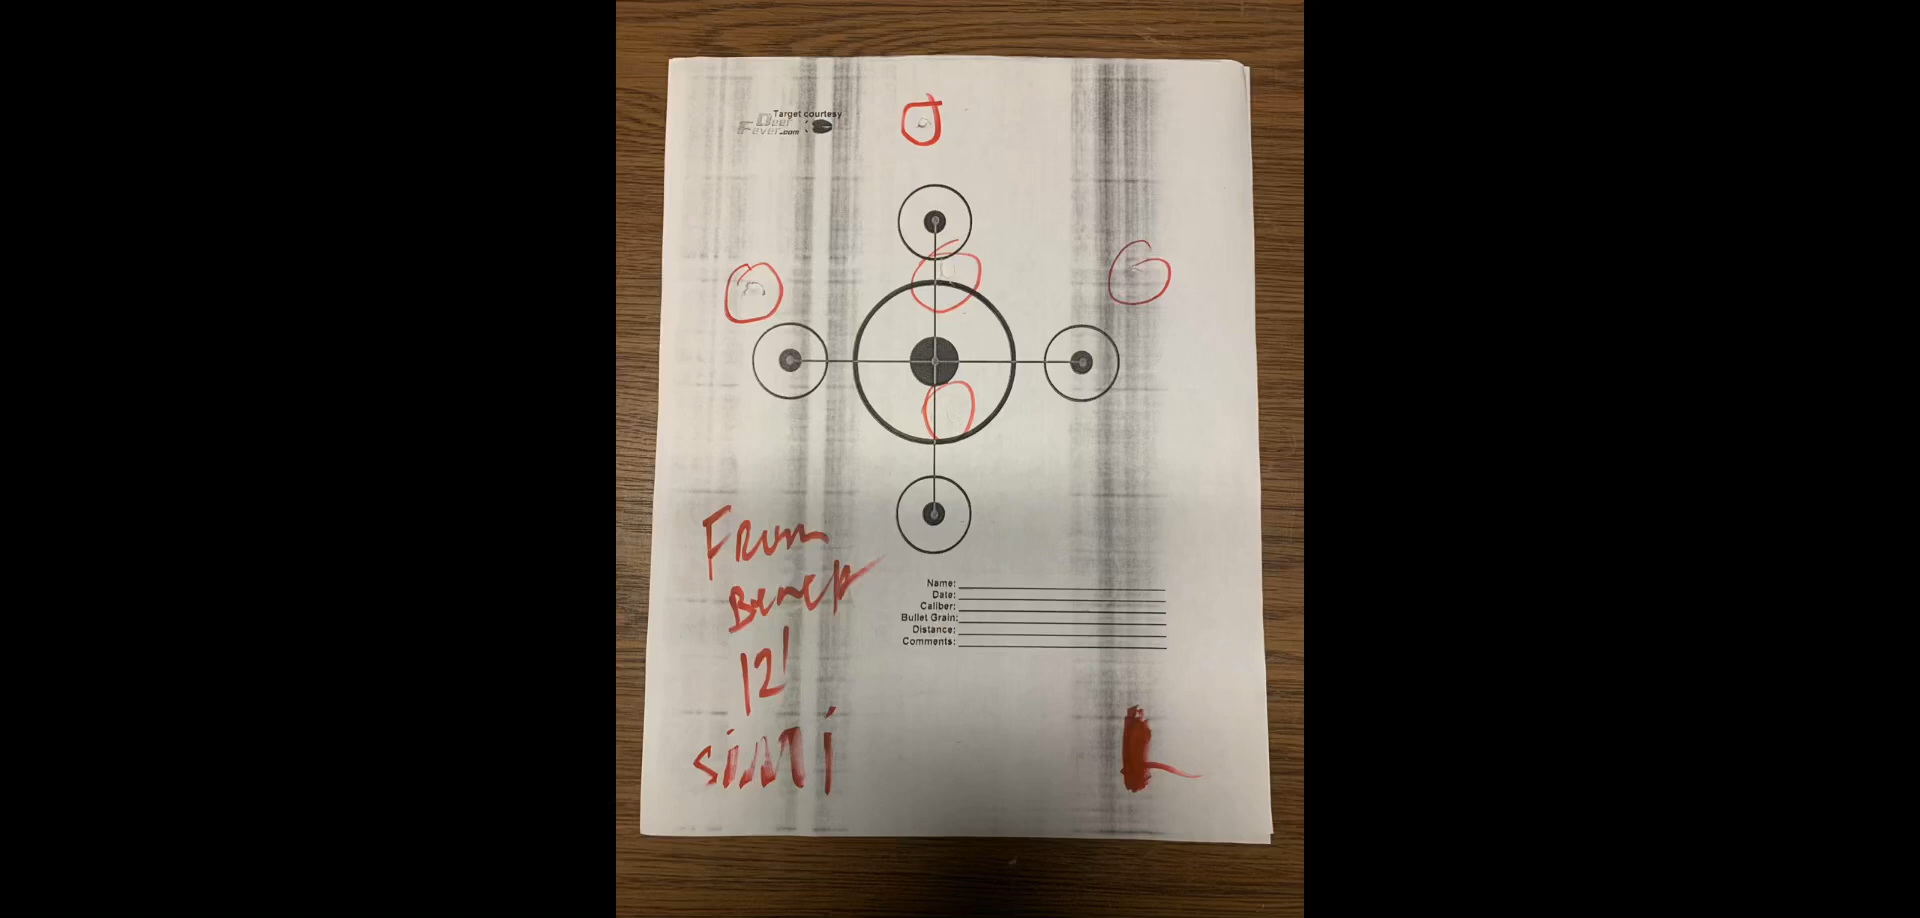 Target courtesy
Deer
Fever.com
Name:
Date:
Caliber:
Bullet Grain:
Distance:
Comments:
From
Bench
12'